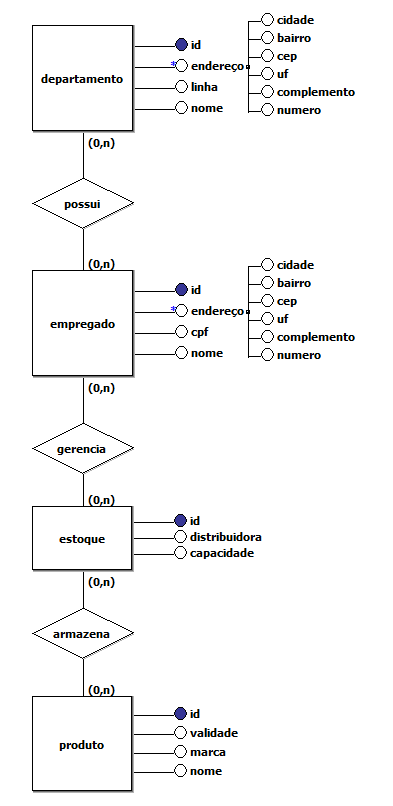 cidade
bairro
id
cep
departamento
* endereço
uf
linha
complemento
nome
numero
(0,n)
possui
(0,n)
cidade
id
bairro
cep
* endereço
uf
empregado
cpf
complemento
nome
numero
(0,n)
gerencia
(0,n)
id
estoque
distribuidora
capacidade
(0,n)
armazena
(0,n)
id
validade
produto
marca
nome